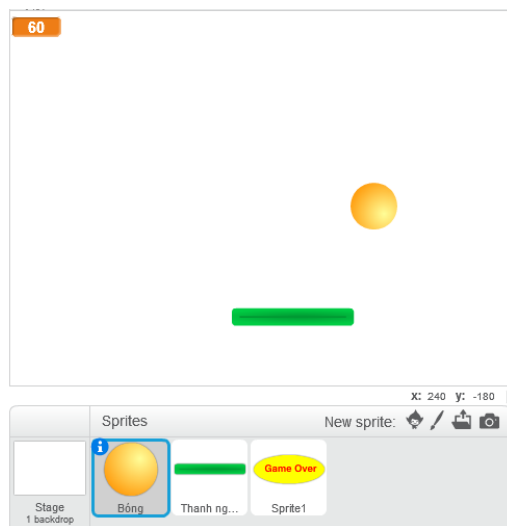 60
X: 240 y: -180
Sprites
New sprite:
Game Over
Stage
1 backdrop
Bóng
Thanh ng...
Sprite1